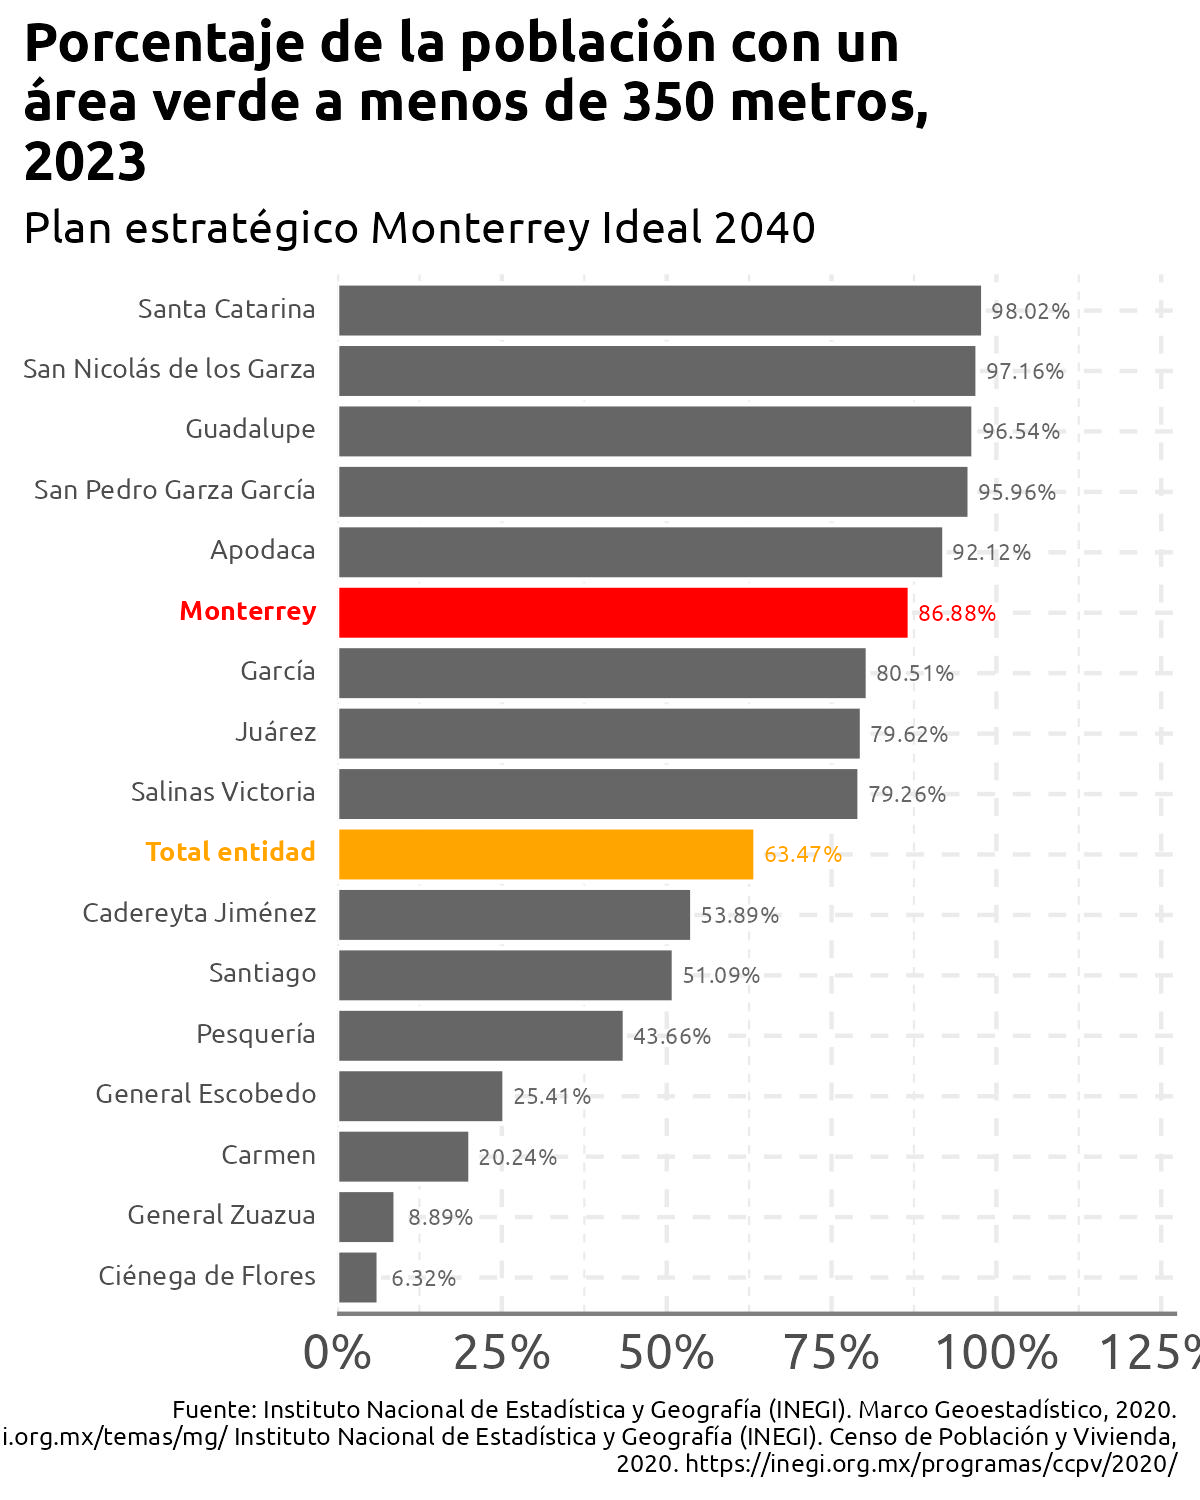 Porcentaje de la población con un
área verde a menos de 350 metros,
2023
Plan estratégico Monterrey Ideal 2040
Santa Catarina 98.02%
San Nicolás de los Garza 97.16%
Guadalupe 96.54%
San Pedro Garza García 95.96%
Apodaca 92.12%
Monterrey 86.88%
García 80.51%
Juárez 79.62%
Salinas Victoria 79.26%
Total entidad 63.47%
Cadereyta Jiménez 53.89%
Santiago 51.09%
Pesquería 43.66%
General Escobedo 25.41%
Carmen 20.24%
General Zuazua 8.89%
Ciénega de Flores 6.32%
0% 25% 50% 75% 100% 125%
Fuente: Instituto Nacional de Estadística y Geografía (INEGI). Marco Geoestadístico, 2020.
i.org.mx/temas/mg/ Instituto Nacional de Estadística y Geografía (INEGI). Censo de Población y Vivienda,
2020. https://inegi.org.mx/programas/ccpv/2020/